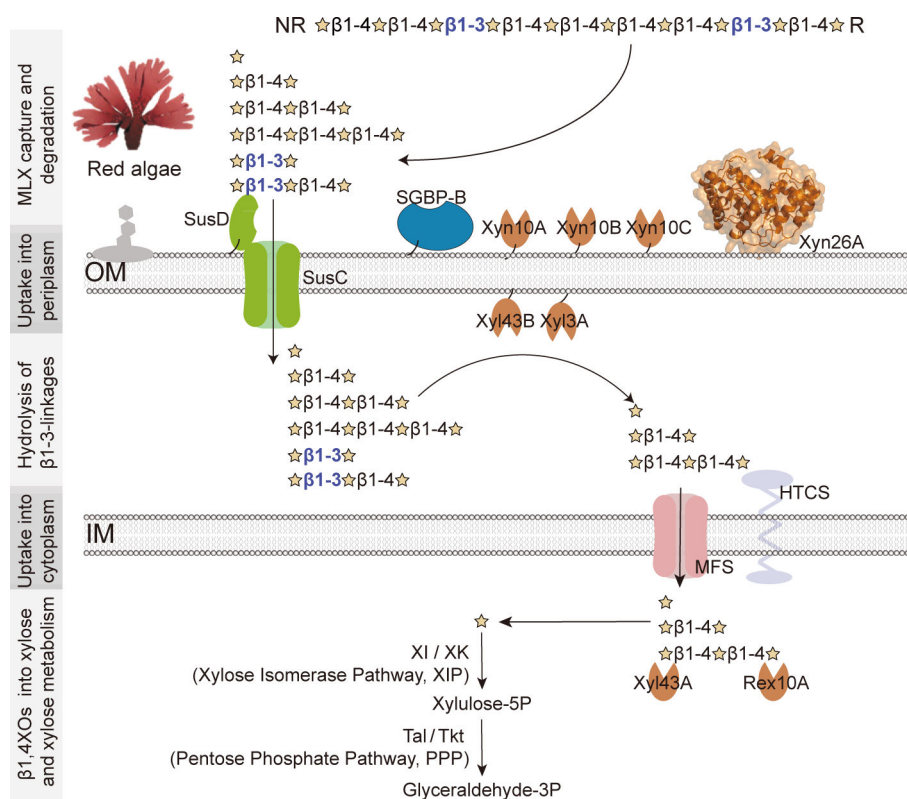 NR ☆β1-4☆β1-4☆β1-3☆β1-4☆β1-4☆β1-4☆β1-4☆β1-3☆β1-4☆ R
MLX capture and
degradation
Red algae
☆
☆β1-4☆
☆β1-4☆β1-4☆
☆β1-4☆β1-4☆β1-4☆
☆β1-3☆
☆β1-3☆β1-4☆
SusD
SGBP-B
Xyn10A
Xyn10B
Xyn10C
Xyn26A
Uptake into
periplasm
OM
SusC
Xyl43B
Xyl3A
Hydrolysis of
β1-3-linkages
☆
☆β1-4☆
☆β1-4☆β1-4☆
☆β1-4☆β1-4☆β1-4☆
☆β1-3☆
☆β1-3☆β1-4☆
☆
☆β1-4☆
☆β1-4☆β1-4☆
HTCS
Uptake into
cytoplasm
IM
MFS
β1,4XOs into xylose
and xylose metabolism
☆
☆β1-4☆
☆β1-4☆β1-4☆
Xyl43A
Rex10A
☆
XI / XK
(Xylose Isomerase Pathway, XIP)
Xylulose-5P
Tal / Tkt
(Pentose Phosphate Pathway, PPP)
Glyceraldehyde-3P